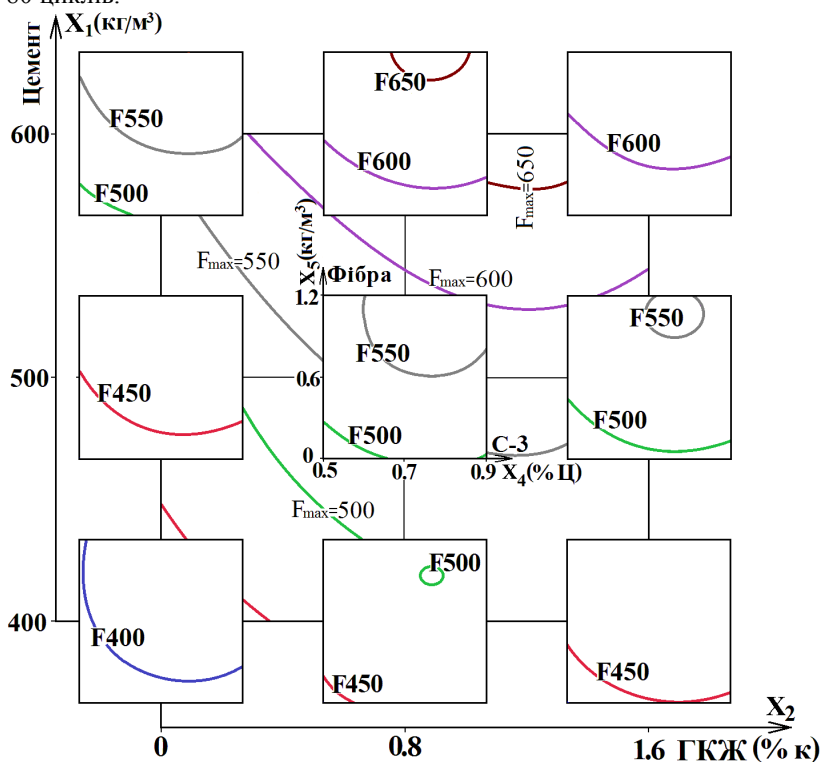 80 циклів.
X1(кг/м³)
Цемент
F550
F500
F650
F600
F600
600
Fmax=650
X5(кг/м³)
Fmax=550
Фібра
Fmax=600
1.2
F550
F550
F450
500
0.6
F500
F500
С-3
0
0.5
0.7
0.9
X4(% Ц)
Fmax=500
F500
400
F400
F450
F450
X2
0
0.8
1.6
ГКЖ (% к)